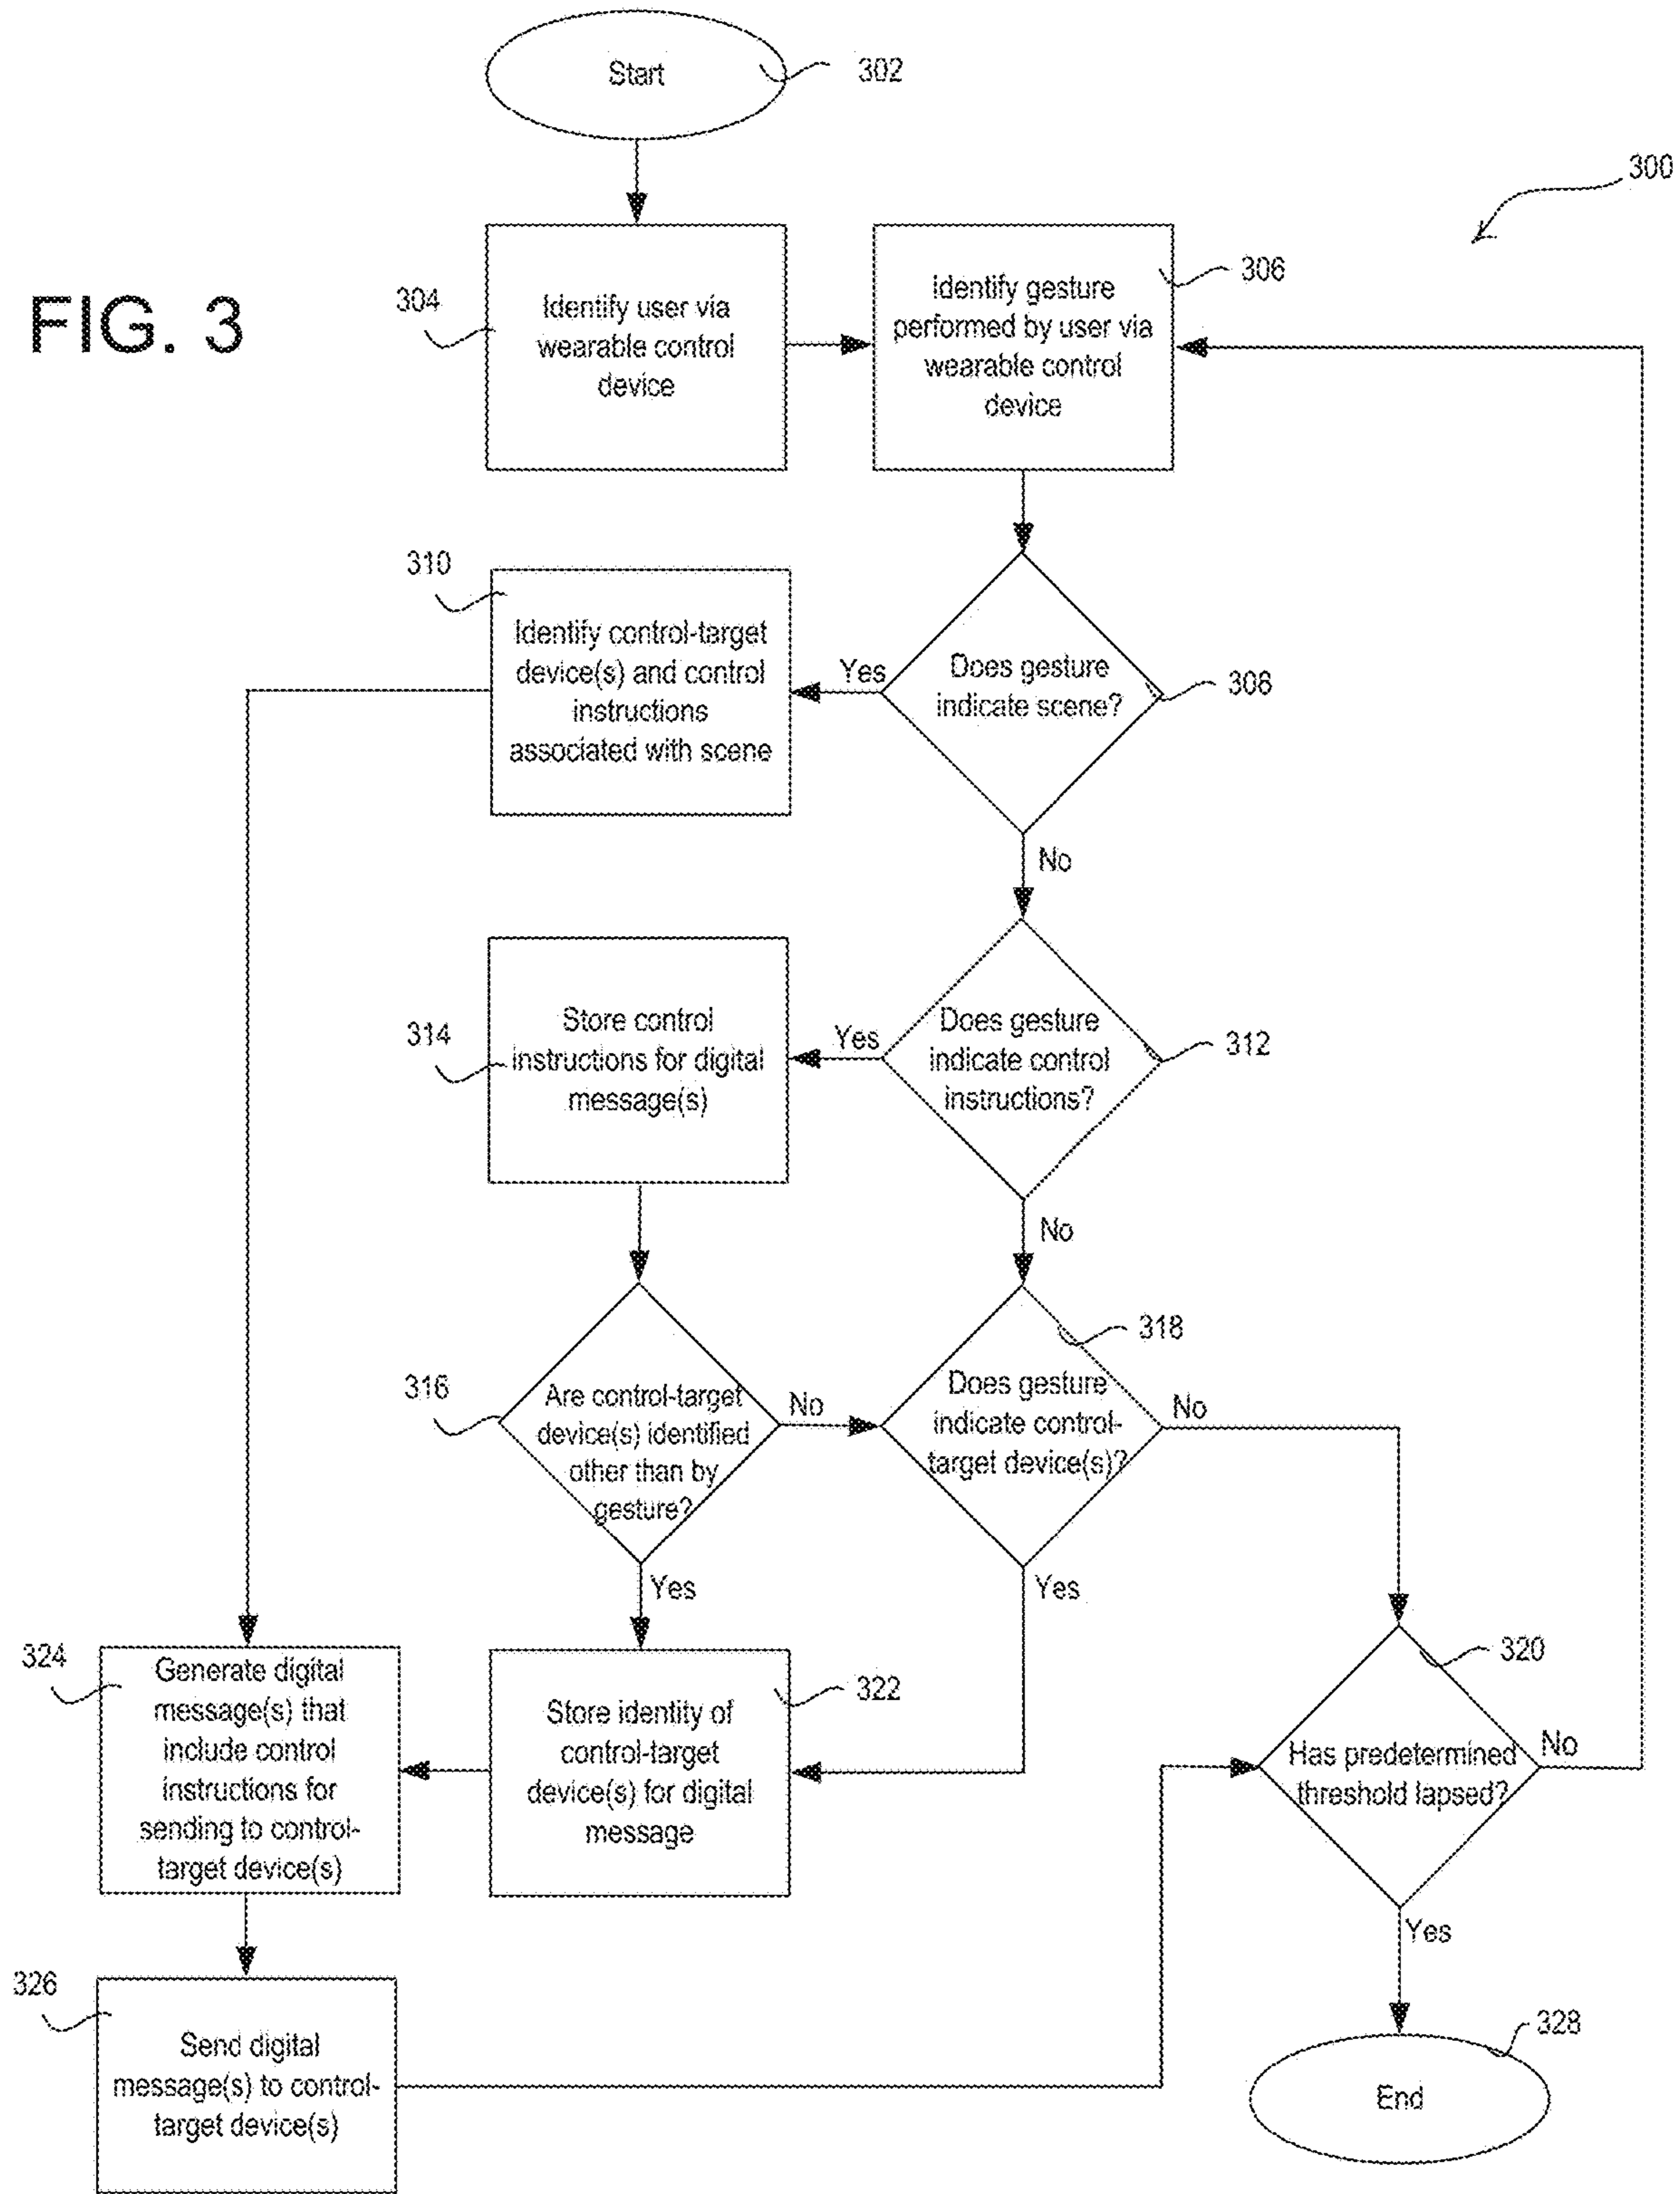 Start
302
300
FIG. 3
304
Identify user via
wearable control
device
306
Identify gesture
performed by user via
wearable control
device
310
Identify control-target
device(s) and control
instructions
associated with scene
Yes
Does gesture
indicate scene?
308
No
314
Store control
instructions for digital
message(s)
Yes
Does gesture
indicate control
instructions?
312
No
316
Are control-target
device(s) identified
other than by
gesture?
No
Does gesture
indicate control-
target device(s)?
318
No
Yes
Yes
324
Generate digital
message(s) that
include control
instructions for
sending to control-
target device(s)
322
Store identity of
control-target
device(s) for digital
message
320
Has predetermined
threshold lapsed?
No
Yes
326
Send digital
message(s) to control-
target device(s)
328
End